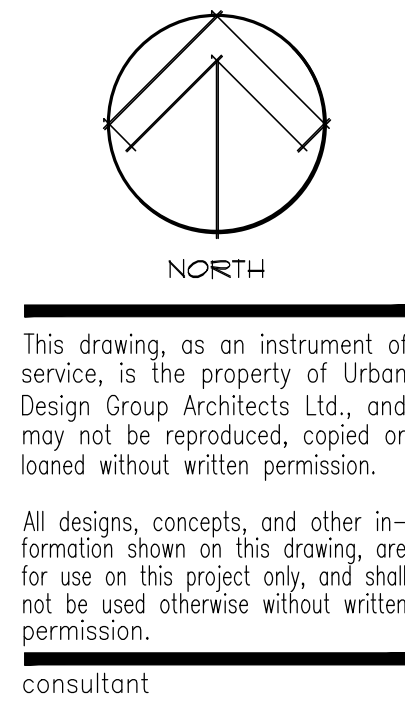 NORTH
This drawing, as an instrument of
service, is the property of Urban
Design Group Architects Ltd., and
may not be reproduced, copied or
loaned without written permission.
All designs, concepts, and other in-
formation shown on this drawing, are
for use on this project only, and shall
not be used otherwise without written
permission.
consultant